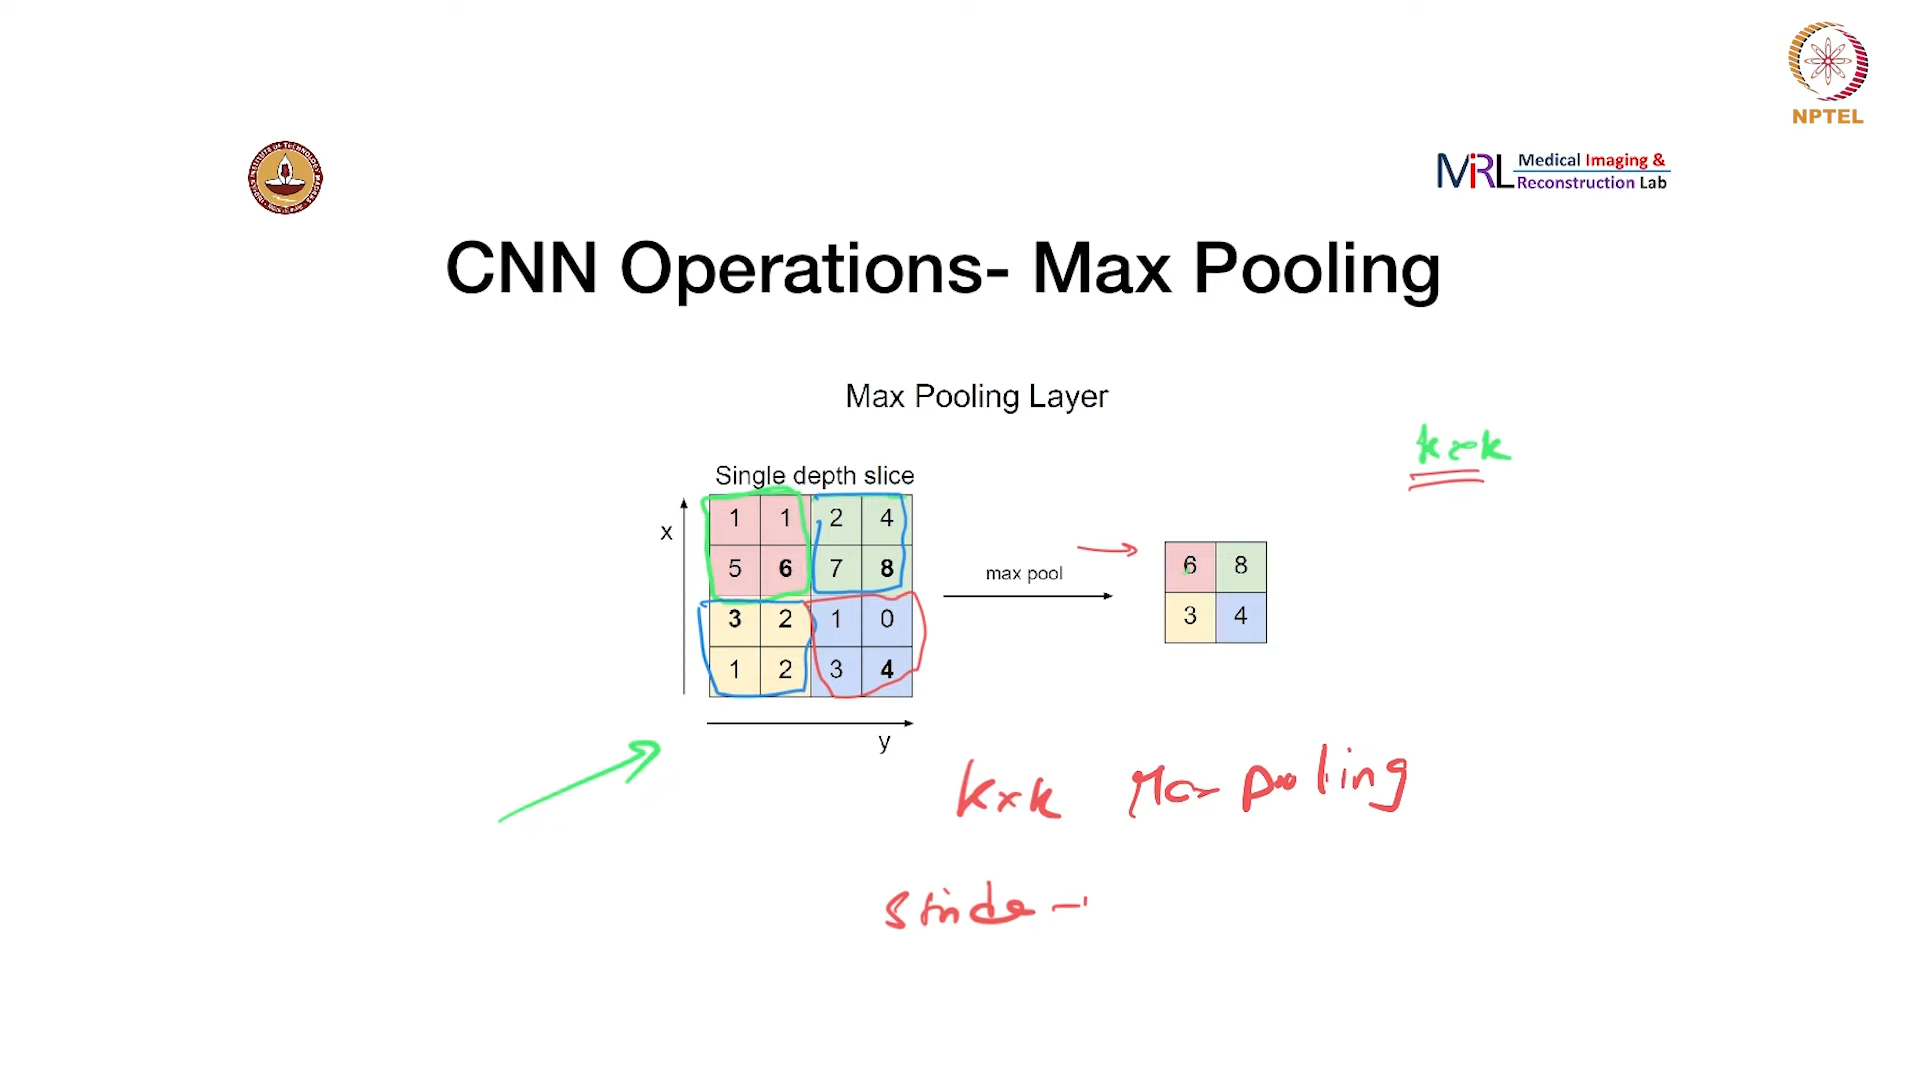 NPTEL
MIRL Medical Imaging &
Reconstruction Lab
CNN Operations- Max Pooling
Max Pooling Layer
k x k
Single depth slice
x
1 1 2 4
5 6 7 8
3 2 1 0
1 2 3 4
max pool
6 8
3 4
y
k x k Max pooling
stride -